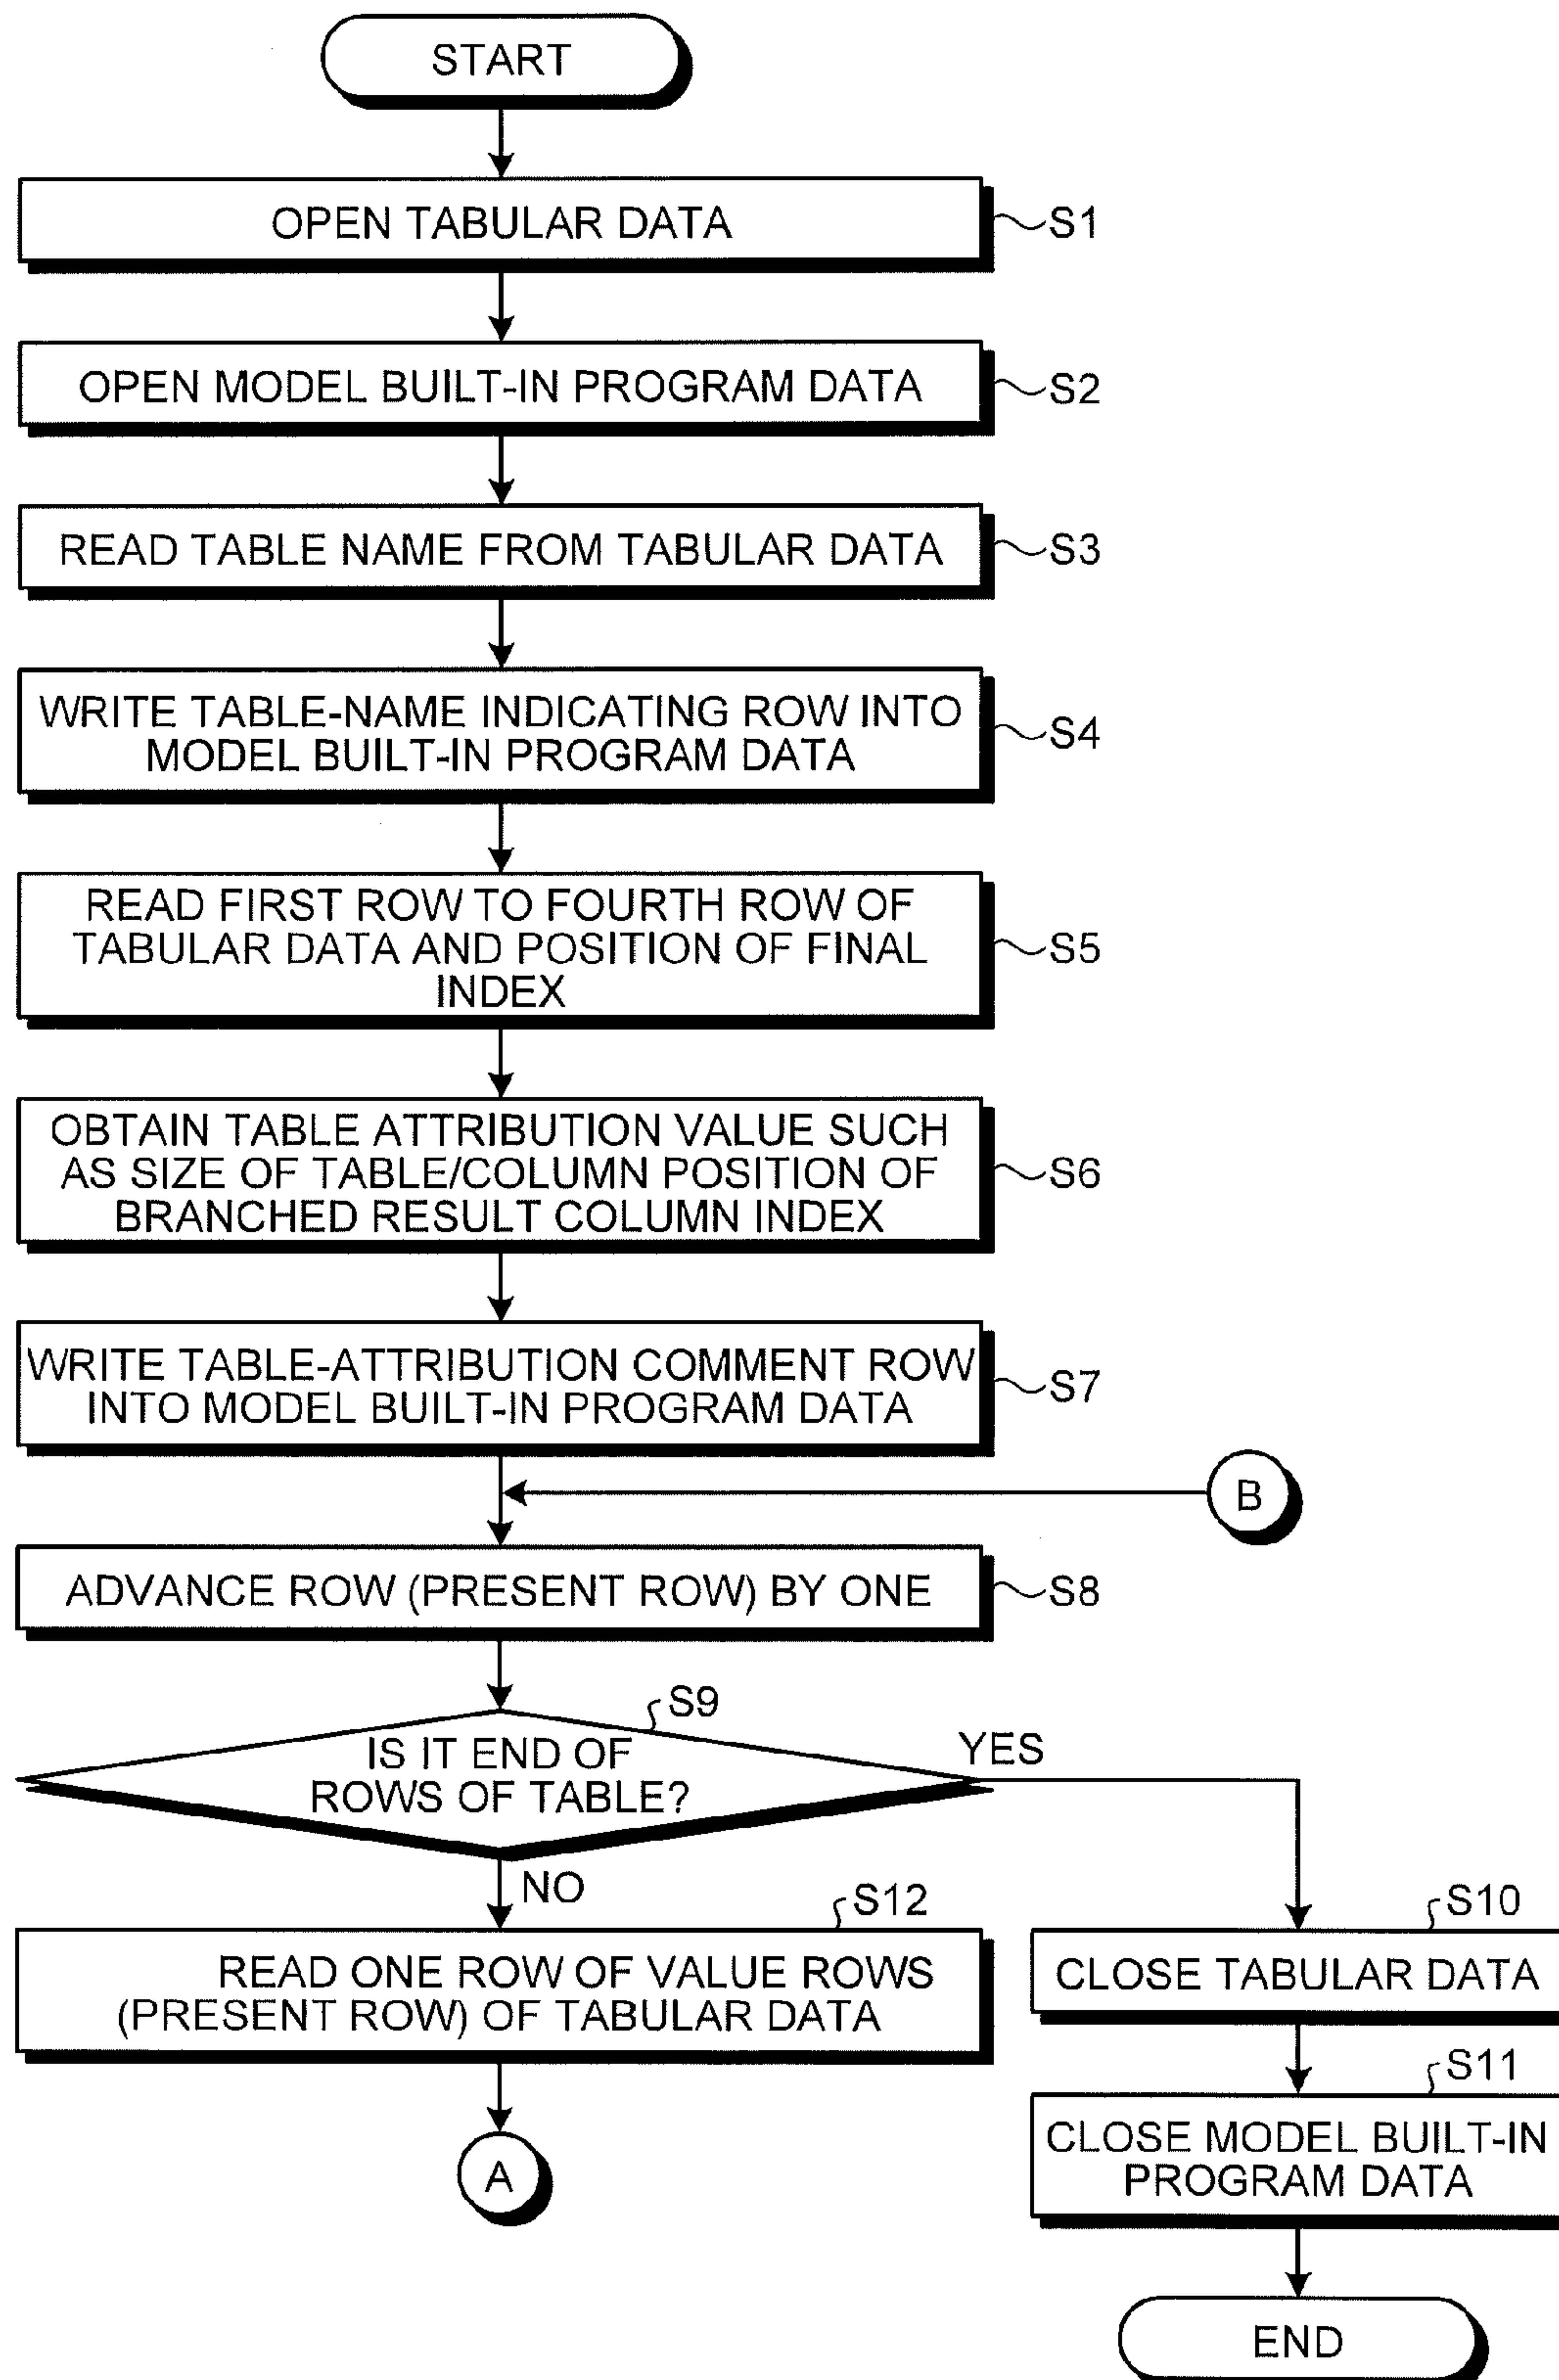 START
OPEN TABULAR DATA
S1
OPEN MODEL BUILT-IN PROGRAM DATA
S2
READ TABLE NAME FROM TABULAR DATA
S3
WRITE TABLE-NAME INDICATING ROW INTO
MODEL BUILT-IN PROGRAM DATA
S4
READ FIRST ROW TO FOURTH ROW OF
TABULAR DATA AND POSITION OF FINAL
INDEX
S5
OBTAIN TABLE ATTRIBUTION VALUE SUCH
AS SIZE OF TABLE/COLUMN POSITION OF
BRANCHED RESULT COLUMN INDEX
S6
WRITE TABLE-ATTRIBUTION COMMENT ROW
INTO MODEL BUILT-IN PROGRAM DATA
S7
B
ADVANCE ROW (PRESENT ROW) BY ONE
S8
S9
IS IT END OF
ROWS OF TABLE?
YES
NO
S12
READ ONE ROW OF VALUE ROWS
(PRESENT ROW) OF TABULAR DATA
A
S10
CLOSE TABULAR DATA
S11
CLOSE MODEL BUILT-IN
PROGRAM DATA
END